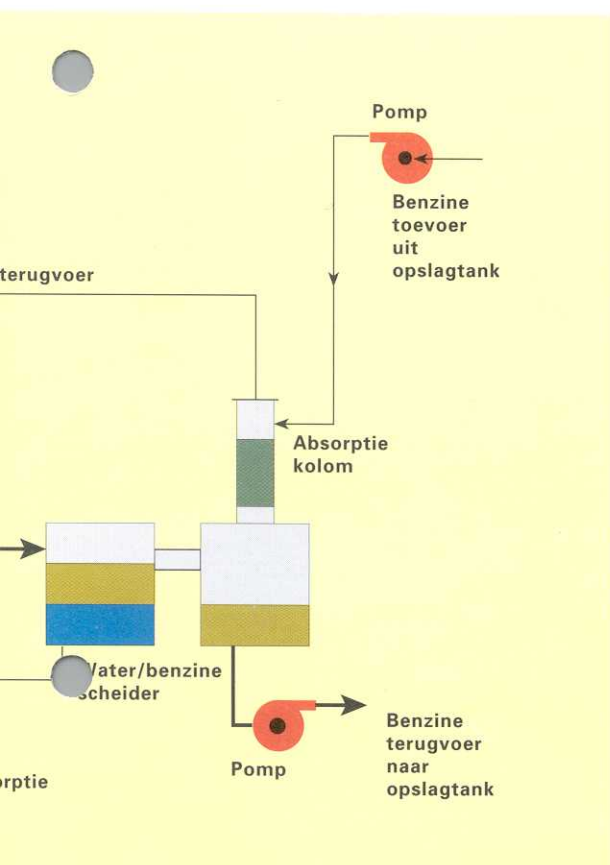 Pomp
Benzine
toevoer
uit
opslagtank
terugvoer
Absorptie
kolom
Water/benzine
scheider
Benzine
terugvoer
naar
opslagtank
Pomp
orptie